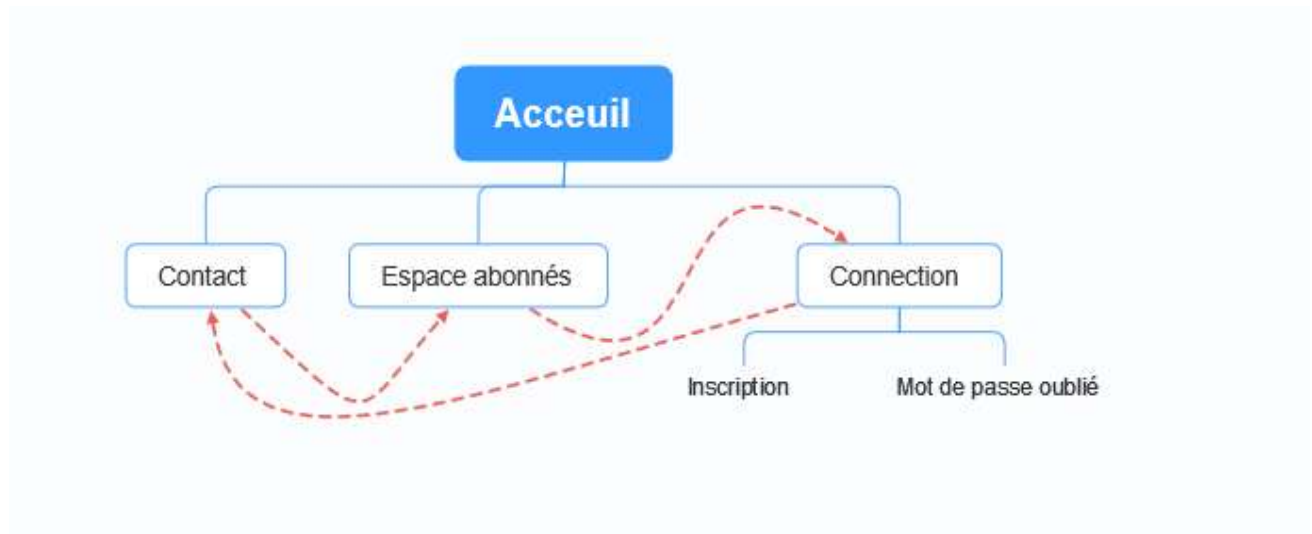 Acceuil
Contact
Espace abonnés
Connection
Inscription
Mot de passe oublié